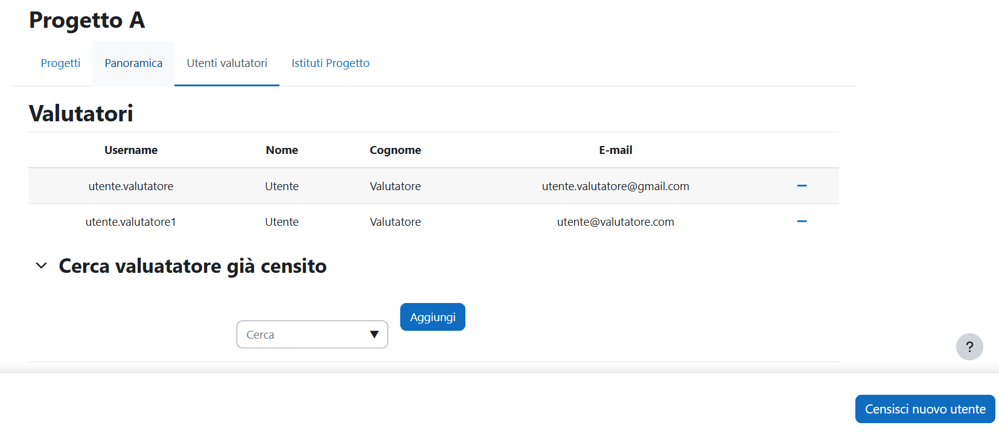 Progetto A
Progetti Panoramica Utenti valutatori Istituti Progetto
Valutatori
Username Nome Cognome E-mail
utente.valutatore Utente Valutatore utente.valutatore@gmail.com
utente.valutatore1 Utente Valutatore utente@valutatore.com
Cerca valuatatore già censito
Aggiungi
Cerca
?
Censisci nuovo utente